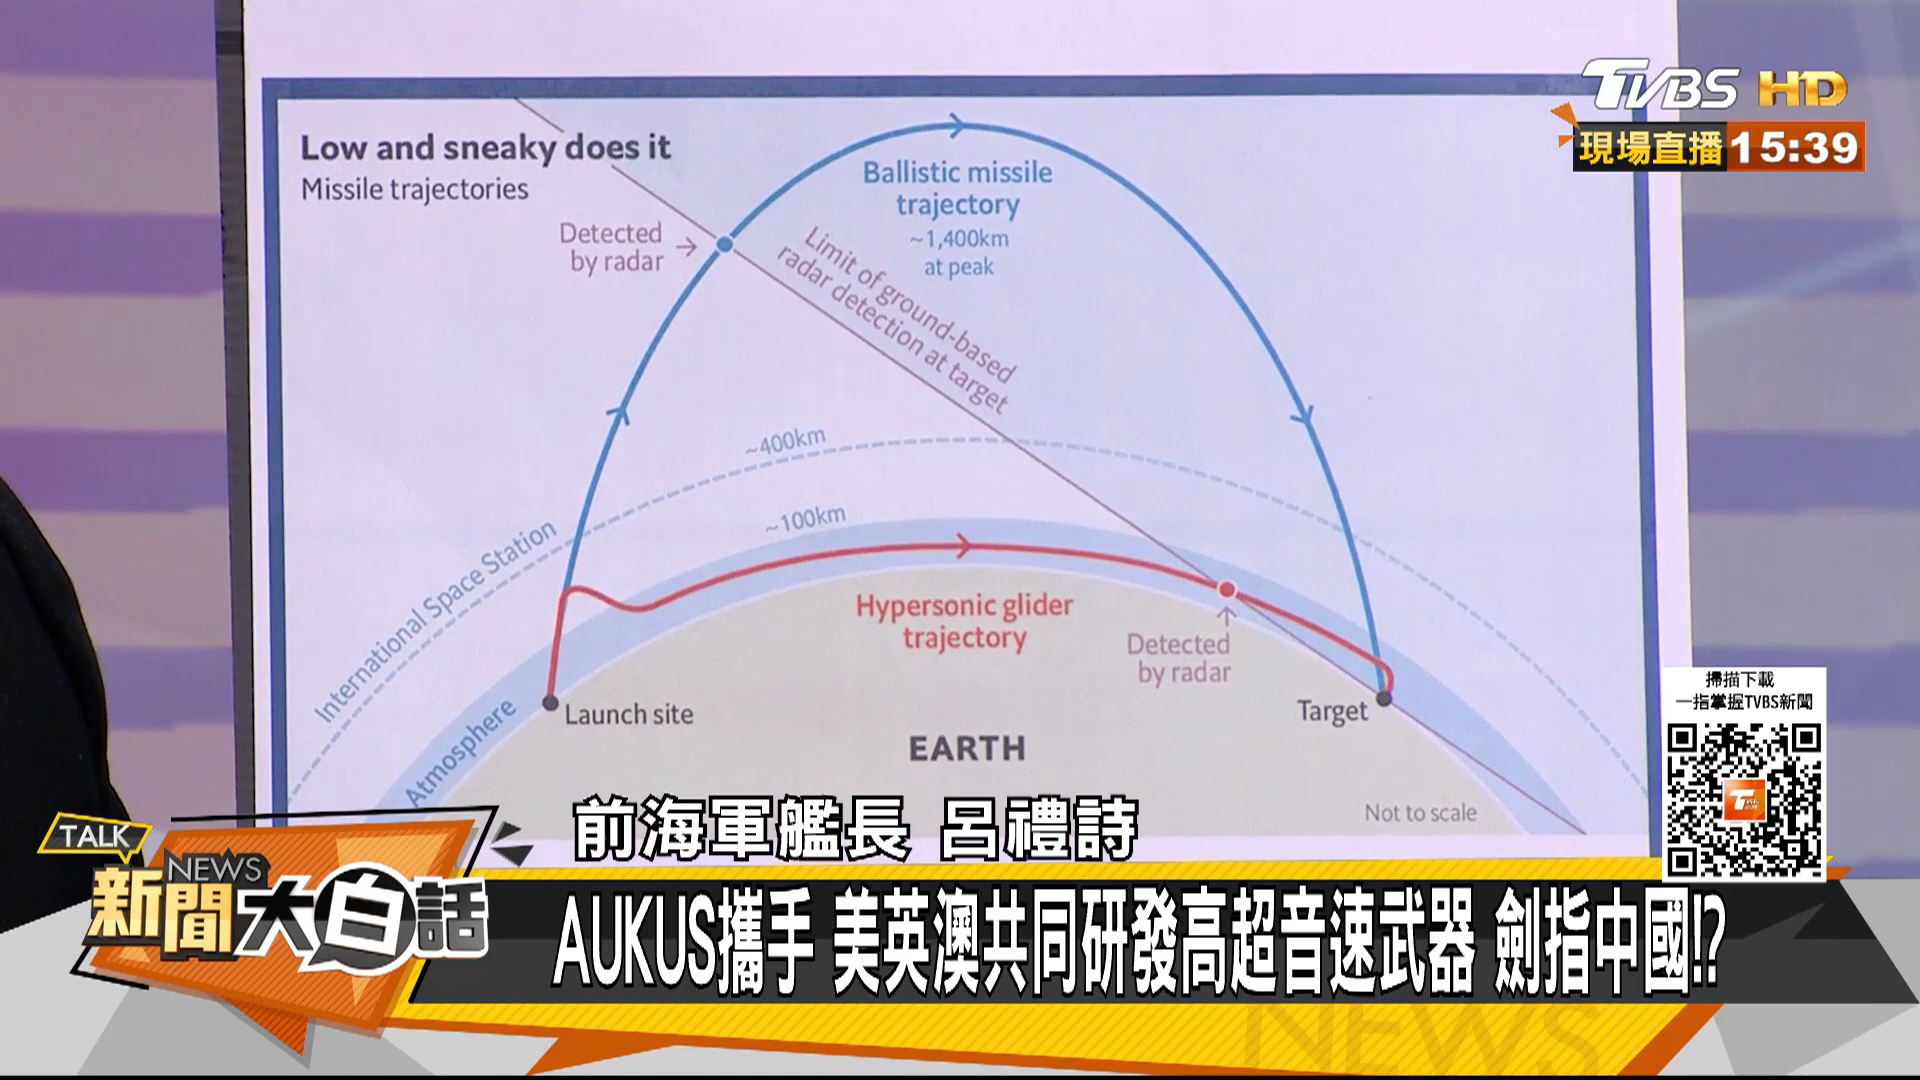 TVBS HD
現場直播 15:39
Low and sneaky does it
Missile trajectories
Detected
by radar
Ballistic missile
trajectory
~1,400km
at peak
Limit of ground-based
radar detection at target
~400km
International Space Station
~100km
Atmosphere
Hypersonic glider
trajectory
Detected
by radar
Launch site
Target
EARTH
Not to scale
掃描下載
一指掌握TVBS新聞
TALK
NEWS
新聞大白話
前海軍艦長 呂禮詩
AUKUS攜手 美英澳共同研發高超音速武器 劍指中國!?
NEWS